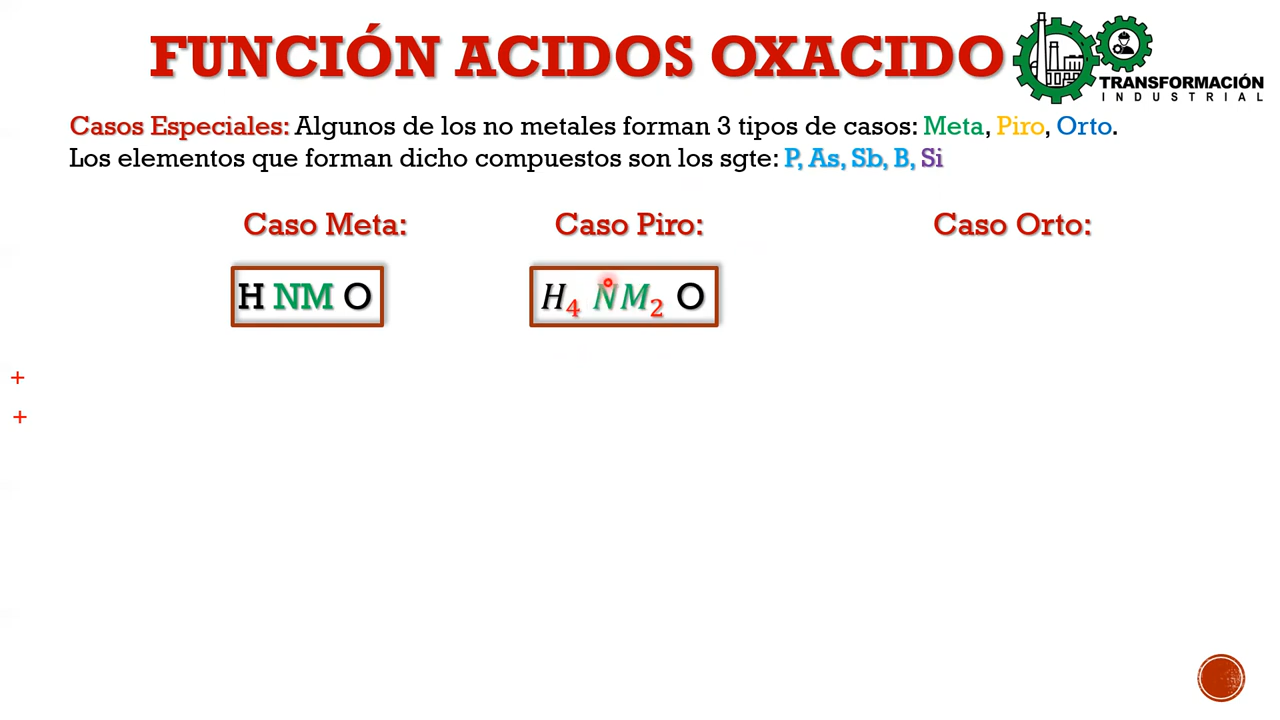 FUNCIÓN ACIDOS OXACIDO
TRANSFORMACIÓN
INDUSTRIAL
Casos Especiales: Algunos de los no metales forman 3 tipos de casos: Meta, Piro, Orto.
Los elementos que forman dicho compuestos son los sgte: P, As, Sb, B, Si
Caso Meta: Caso Piro: Caso Orto:
H NM O H₄ NM₂ O
+
+